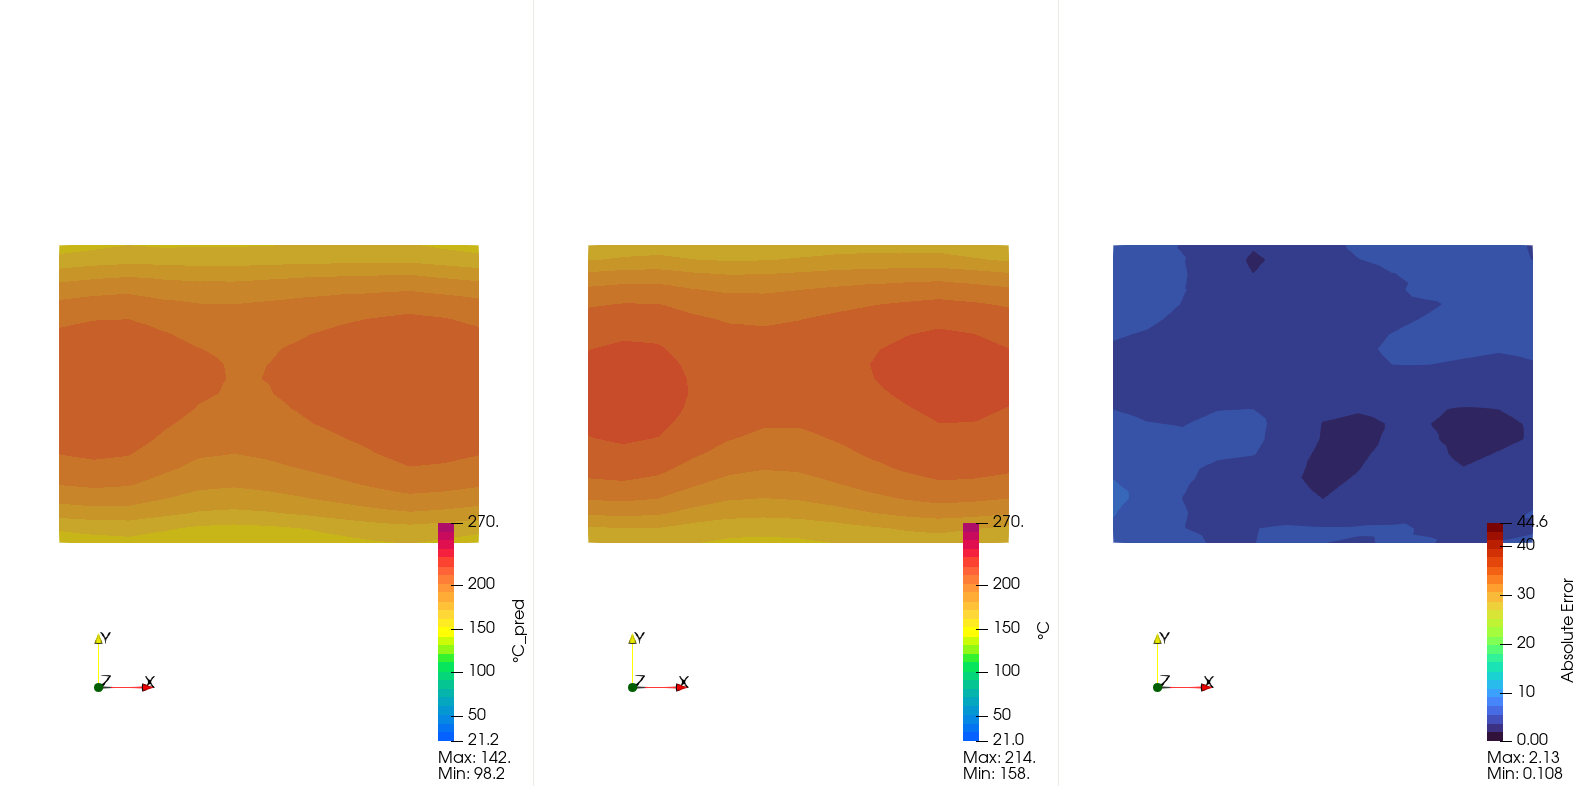 270.
200
150
100
50
21.2
°C_pred
Max: 142.
Min: 98.2
Y
Z
X
270.
200
150
100
50
21.0
°C
Max: 214.
Min: 158.
Y
Z
X
44.6
40
30
20
10
0.00
Absolute Error
Max: 2.13
Min: 0.108
Y
Z
X